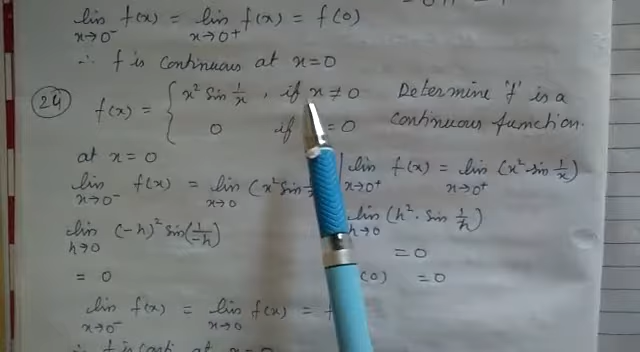 lim x→0⁻ f(x) = lim x→0⁺ f(x) = f(0)
∴ f is continuous at x=0
24 f(x) = { x² sin 1/x , if x ≠ 0 Determine 'f' is a
0 if = 0 continuous function.
at x = 0
lim x→0⁻ f(x) = lim x→0 (x² sin | lim x→0⁺ f(x) = lim x→0⁺ (x² sin 1/x)
lim h→0 (-h)² sin(1/-h) lim h→0 (h². sin 1/h)
= 0
= 0 (0) = 0
lim x→0⁻ f(x) = lim x→0 f(x) =